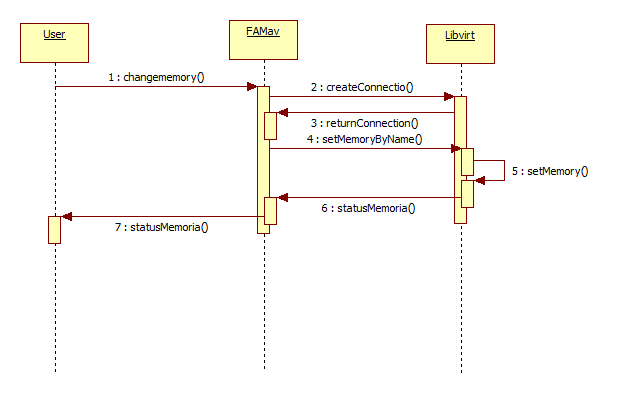 User
FAMav
Libvirt
1 : changememory()
2 : createConnectio()
3 : returnConnection()
4 : setMemoryByName()
5 : setMemory()
6 : statusMemoria()
7 : statusMemoria()